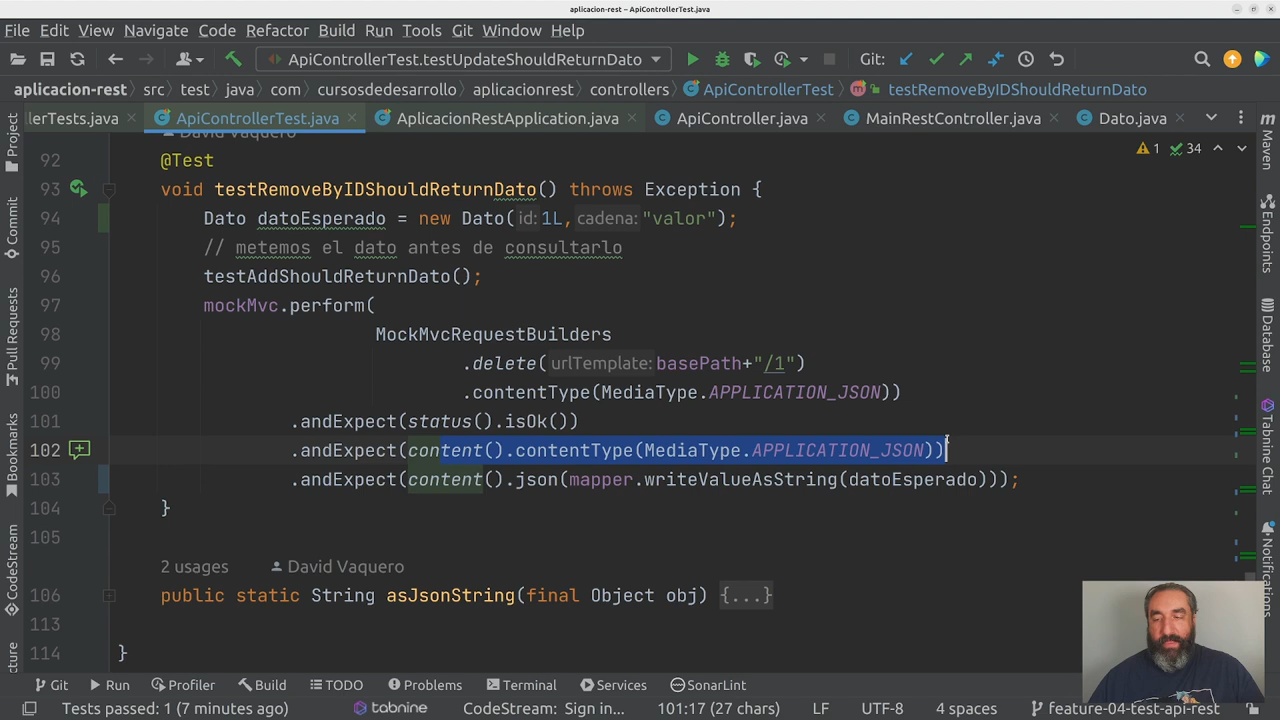 aplicacion-rest – ApiControllerTest.java
File Edit View Navigate Code Refactor Build Run Tools Git Window Help
ApiControllerTest.testUpdateShouldReturnDato Git:
aplicacion-rest src test java com cursosdedesarrollo aplicacionrest controllers ApiControllerTest testRemoveByIDShouldReturnDato
llerTests.java ApiControllerTest.java AplicacionRestApplication.java ApiController.java MainRestController.java Dato.java
David Vaquero
1 34
92 @Test
93 void testRemoveByIDShouldReturnDato() throws Exception {
94 Dato datoEsperado = new Dato( id: 1L, cadena: "valor");
95 // metemos el dato antes de consultarlo
96 testAddShouldReturnDato();
97 mockMvc.perform(
98 MockMvcRequestBuilders
99 .delete( urlTemplate: basePath+"/1")
100 .contentType(MediaType.APPLICATION_JSON))
101 .andExpect(status().isOk())
102 .andExpect(content().contentType(MediaType.APPLICATION_JSON))
103 .andExpect(content().json(mapper.writeValueAsString(datoEsperado)));
104 }
105
2 usages David Vaquero
106 public static String asJsonString(final Object obj) {...}
113
114 }
Project
Commit
Pull Requests
Bookmarks
CodeStream
cture
m
Maven
Endpoints
Database
Tabnine Chat
Notifications
Git Run Profiler Build TODO Problems Terminal Services SonarLint
Tests passed: 1 (7 minutes ago) tabnine CodeStream: Sign in... 101:17 (27 chars) LF UTF-8 4 spaces feature-04-test-api-rest